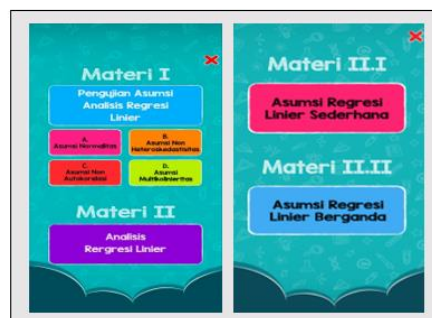 Materi I
Pengujian Asumsi
Analisis Regresi
Linier
A.
Asumsi Normalitas
B.
Asumsi Non
Heteroskedastisitas
C.
Asumsi Non
Autokorelasi
D.
Asumsi
Multikolinieritas
Materi II
Analisis
Rergresi Linier
Materi II.I
Asumsi Regresi
Linier Sederhana
Materi II.II
Asumsi Regresi
Linier Berganda